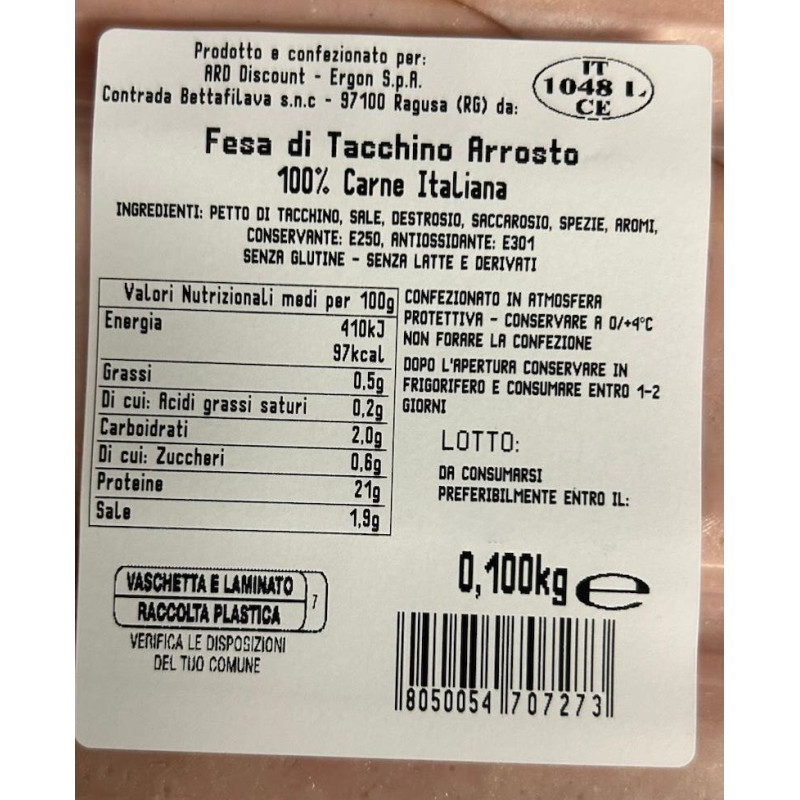 Prodotto e confezionato per:
ARD Discount - Ergon S.p.A.
Contrada Bettafilava s.n.c - 97100 Ragusa (RG) da:
IT
1048 L
CE
Fesa di Tacchino Arrosto
100% Carne Italiana
INGREDIENTI: PETTO DI TACCHINO, SALE, DESTROSIO, SACCAROSIO, SPEZIE, AROMI,
CONSERVANTE: E250, ANTIOSSIDANTE: E301
SENZA GLUTINE - SENZA LATTE E DERIVATI
Valori Nutrizionali medi per 100g
Energia 410kJ
97kcal
Grassi 0,5g
Di cui: Acidi grassi saturi 0,2g
Carboidrati 2,0g
Di cui: Zuccheri 0,6g
Proteine 21g
Sale 1,9g
CONFEZIONATO IN ATMOSFERA
PROTETTIVA - CONSERVARE A 0/+4°C
NON FORARE LA CONFEZIONE
DOPO L'APERTURA CONSERVARE IN
FRIGORIFERO E CONSUMARE ENTRO 1-2
GIORNI
LOTTO:
DA CONSUMARSI
PREFERIBILMENTE ENTRO IL:
0,100kg e
VASCHETTA E LAMINATO
RACCOLTA PLASTICA
7
VERIFICA LE DISPOSIZIONI
DEL TUO COMUNE
8050054 707273